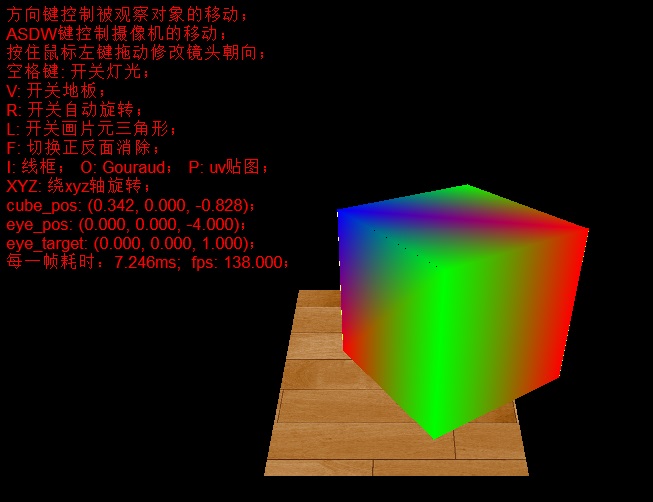 方向键控制被观察对象的移动；
ASDW键控制摄像机的移动；
按住鼠标左键拖动修改镜头朝向；
空格键: 开关灯光；
V: 开关地板；
R: 开关自动旋转；
L: 开关画片元三角形；
F: 切换正反面消除；
I: 线框； O: Gouraud； P: uv贴图；
XYZ: 绕xyz轴旋转；
cube_pos: (0.342, 0.000, -0.828)；
eye_pos: (0.000, 0.000, -4.000)；
eye_target: (0.000, 0.000, 1.000)；
每一帧耗时：7.246ms;  fps: 138.000；